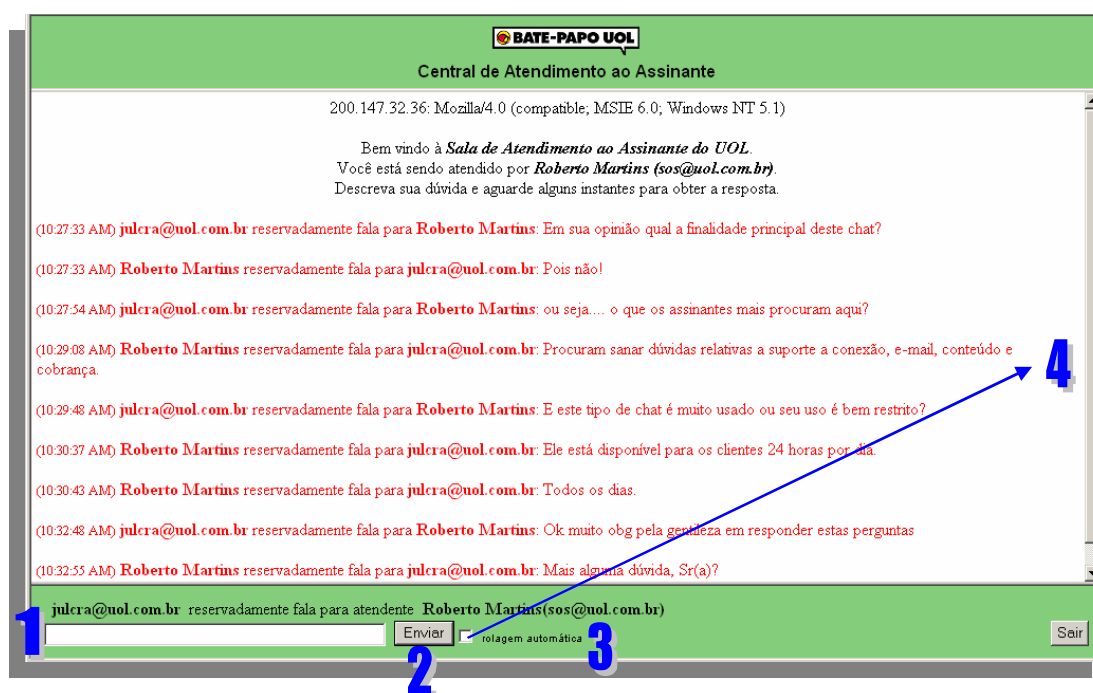 BATE-PAPO UOL
Central de Atendimento ao Assinante
200.147.32.36: Mozilla/4.0 (compatible; MSIE 6.0; Windows NT 5.1)
Bem vindo à Sala de Atendimento ao Assinante do UOL.
Você está sendo atendido por Roberto Martins (sos@uol.com.br).
Descreva sua dúvida e aguarde alguns instantes para obter a resposta.
(10:27:33 AM) julcra@uol.com.br reservadamente fala para Roberto Martins: Em sua opinião qual a finalidade principal deste chat?
(10:27:33 AM) Roberto Martins reservadamente fala para julcra@uol.com.br: Pois não!
(10:27:54 AM) julcra@uol.com.br reservadamente fala para Roberto Martins: ou seja.... o que os assinantes mais procuram aqui?
(10:29:08 AM) Roberto Martins reservadamente fala para julcra@uol.com.br: Procuram sanar dúvidas relativas a suporte a conexão, e-mail, conteúdo e
cobrança.
4
(10:29:48 AM) julcra@uol.com.br reservadamente fala para Roberto Martins: E este tipo de chat é muito usado ou seu uso é bem restrito?
(10:30:37 AM) Roberto Martins reservadamente fala para julcra@uol.com.br: Ele está disponível para os clientes 24 horas por dia.
(10:30:43 AM) Roberto Martins reservadamente fala para julcra@uol.com.br: Todos os dias.
(10:32:48 AM) julcra@uol.com.br reservadamente fala para Roberto Martins: Ok muito obg pela gentileza em responder estas perguntas
(10:32:55 AM) Roberto Martins reservadamente fala para julcra@uol.com.br: Mais alguma dúvida, Sr(a)?
julcra@uol.com.br reservadamente fala para atendente Roberto Martins(sos@uol.com.br)
1
Enviar rolagem automática 3 Sair
2